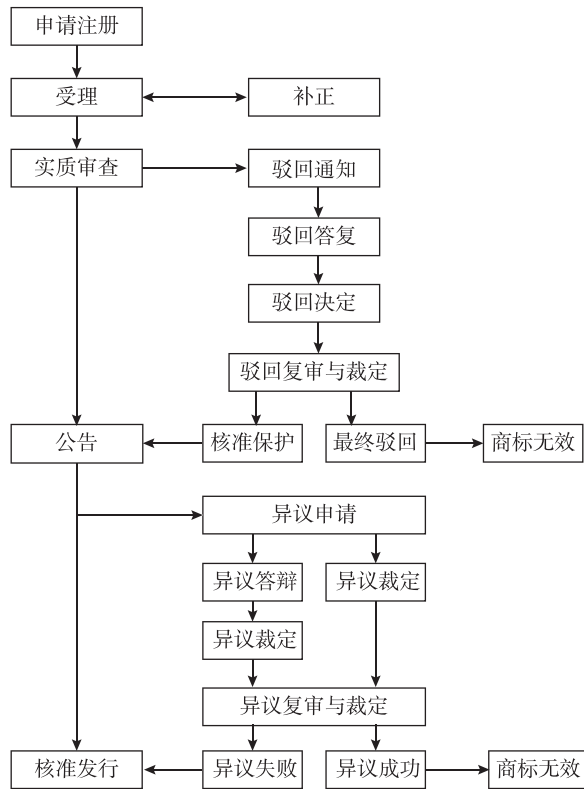 申请注册
受理
补正
实质审查
驳回通知
驳回答复
驳回决定
驳回复审与裁定
公告
核准保护
最终驳回
商标无效
异议申请
异议答辩
异议裁定
异议裁定
异议复审与裁定
核准发行
异议失败
异议成功
商标无效